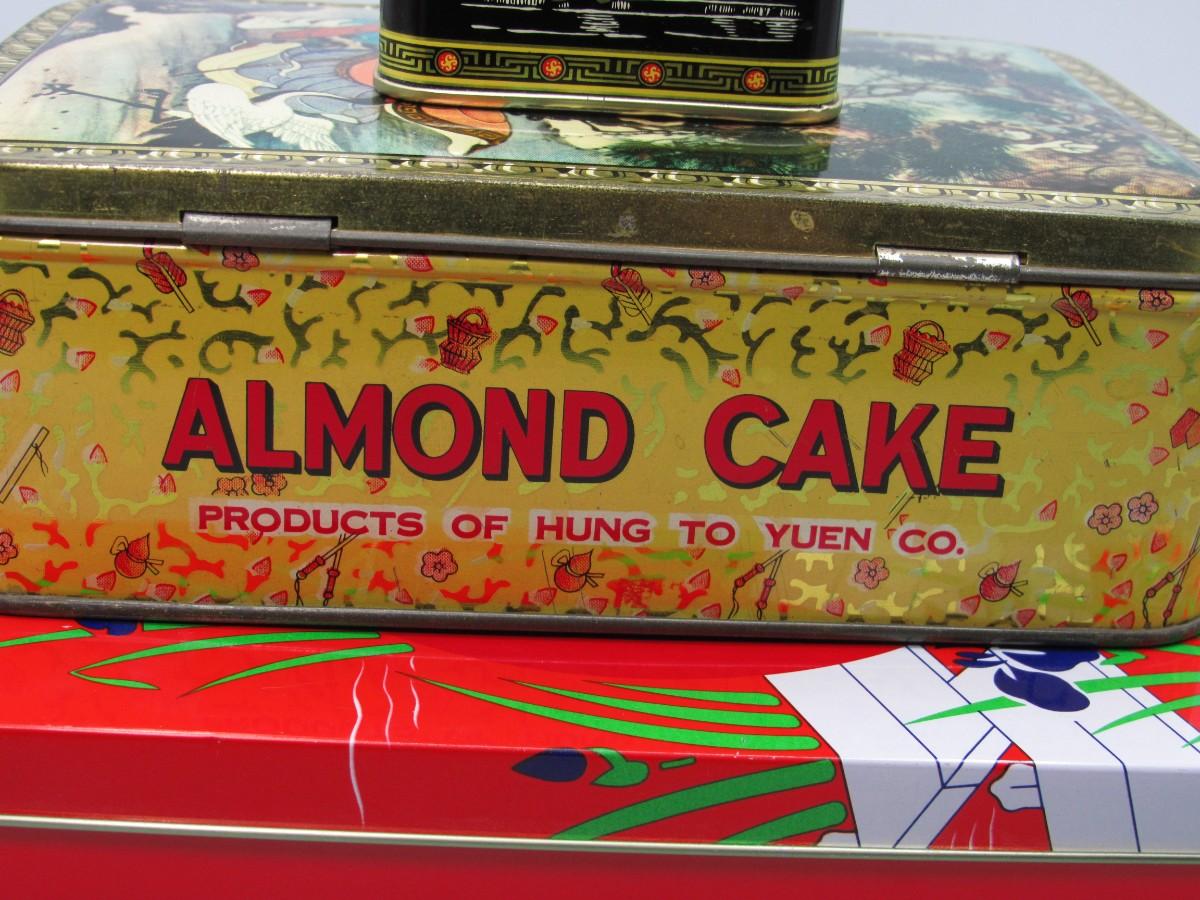 ALMOND CAKE
PRODUCTS OF HUNG TO YUEN CO.